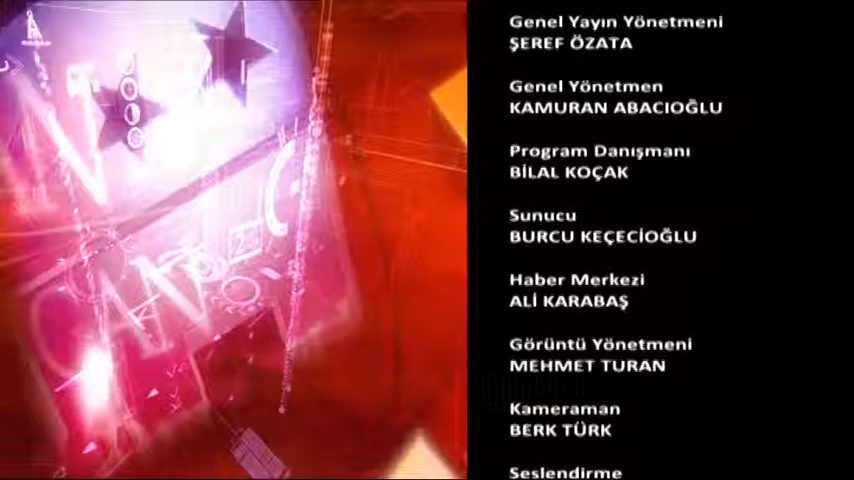 Genel Yayın Yönetmeni
ŞEREF ÖZATA
Genel Yönetmen
KAMURAN ABACIOĞLU
Program Danışmanı
BİLAL KOÇAK
Sunucu
BURCU KEÇECİOĞLU
Haber Merkezi
ALİ KARABAŞ
Görüntü Yönetmeni
MEHMET TURAN
Kameraman
BERK TÜRK
Seslendirme